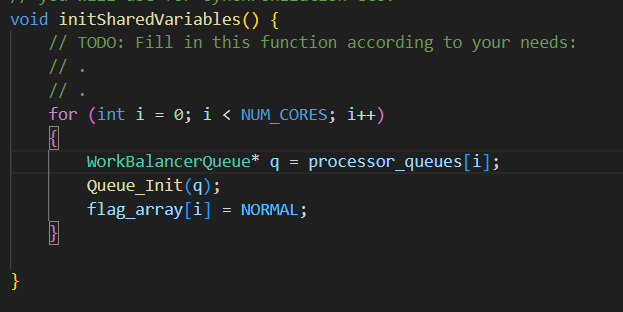 void initSharedVariables() {
// TODO: Fill in this function according to your needs:
// .
// .
for (int i = 0; i < NUM_CORES; i++)
{
WorkBalancerQueue* q = processor_queues[i];
Queue_Init(q);
flag_array[i] = NORMAL;
}
}